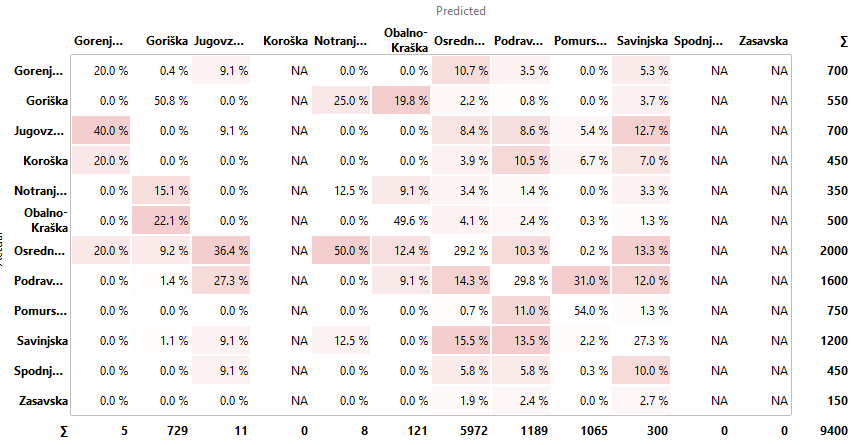 Predicted
Gorenj... Goriška Jugovz... Koroška Notranj... Obalno-Kraška Osredn... Podrav... Pomurs... Savinjska Spodnj... Zasavska Σ
Gorenj... 20.0 % 0.4 % 9.1 % NA 0.0 % 0.0 % 10.7 % 3.5 % 0.0 % 5.3 % NA NA 700
Goriška 0.0 % 50.8 % 0.0 % NA 25.0 % 19.8 % 2.2 % 0.8 % 0.0 % 3.7 % NA NA 550
Jugovz... 40.0 % 0.0 % 9.1 % NA 0.0 % 0.0 % 8.4 % 8.6 % 5.4 % 12.7 % NA NA 700
Koroška 20.0 % 0.0 % 0.0 % NA 0.0 % 0.0 % 3.9 % 10.5 % 6.7 % 7.0 % NA NA 450
Notranj... 0.0 % 15.1 % 0.0 % NA 12.5 % 9.1 % 3.4 % 1.4 % 0.0 % 3.3 % NA NA 350
Obalno-Kraška 0.0 % 22.1 % 0.0 % NA 0.0 % 49.6 % 4.1 % 2.4 % 0.3 % 1.3 % NA NA 500
Osredn... 20.0 % 9.2 % 36.4 % NA 50.0 % 12.4 % 29.2 % 10.3 % 0.2 % 13.3 % NA NA 2000
Podrav... 0.0 % 1.4 % 27.3 % NA 0.0 % 9.1 % 14.3 % 29.8 % 31.0 % 12.0 % NA NA 1600
Pomurs... 0.0 % 0.0 % 0.0 % NA 0.0 % 0.0 % 0.7 % 11.0 % 54.0 % 1.3 % NA NA 750
Savinjska 0.0 % 1.1 % 9.1 % NA 12.5 % 0.0 % 15.5 % 13.5 % 2.2 % 27.3 % NA NA 1200
Spodnj... 0.0 % 0.0 % 9.1 % NA 0.0 % 0.0 % 5.8 % 5.8 % 0.3 % 10.0 % NA NA 450
Zasavska 0.0 % 0.0 % 0.0 % NA 0.0 % 0.0 % 1.9 % 2.4 % 0.0 % 2.7 % NA NA 150
Σ 5 729 11 0 8 121 5972 1189 1065 300 0 0 9400